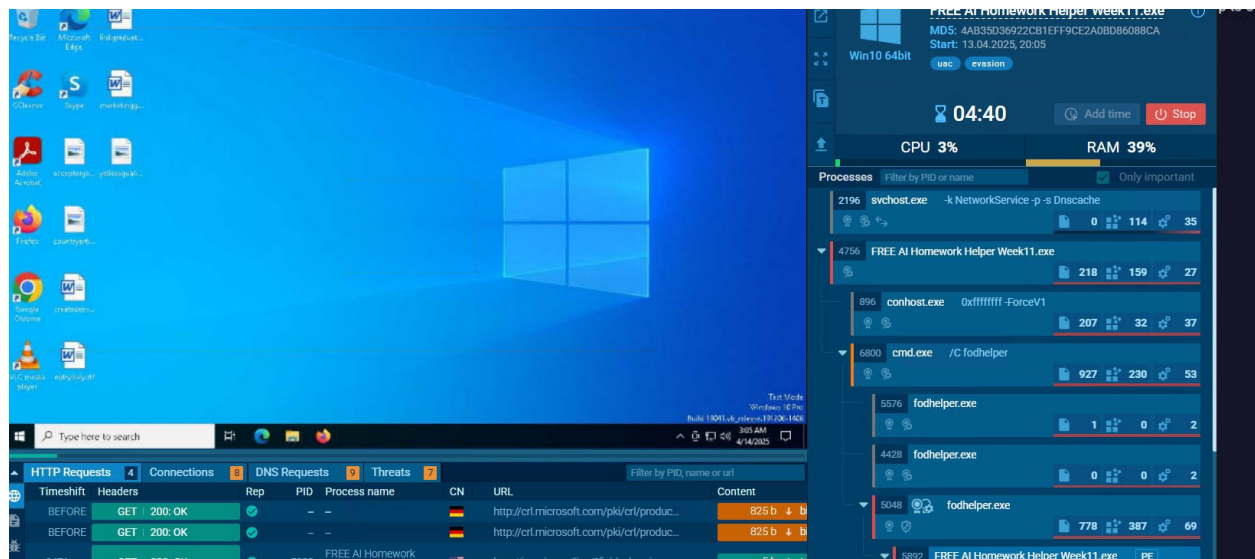 Recycle Bin
Microsoft Edge
CCleaner
Skype
Adobe Acrobat
Firefox
Google Chrome
VLC media player
Test Mode
Windows 10 Pro
Build 19041.vb_release.191206-1406
Type here to search
3:05 AM
4/14/2025
FREE AI Homework Helper Week11.exe
MD5: 4AB35D36922CB1EFF9CE2A0BD86088CA
Start: 13.04.2025, 20:05
Win10 64bit
uac evasion
04:40
Add time
Stop
CPU 3%
RAM 39%
Processes
Filter by PID or name
Only important
2196 svchost.exe -k NetworkService -p -s Dnscache
0 114 35
4756 FREE AI Homework Helper Week11.exe
218 159 27
896 conhost.exe 0xffffffff -ForceV1
207 32 37
6800 cmd.exe /C fodhelper
927 230 53
5576 fodhelper.exe
1 0 2
4428 fodhelper.exe
0 0 2
5048 fodhelper.exe
778 387 69
5892 FREE AI Homework Helper Week11.exe PE
HTTP Requests 4 Connections 8 DNS Requests 9 Threats 7
Filter by PID, name or url
Timeshift Headers Rep PID Process name CN URL Content
BEFORE GET 200: OK – – http://crl.microsoft.com/pki/crl/produc... 825 b
BEFORE GET 200: OK – – http://crl.microsoft.com/pki/crl/produc... 825 b
FREE AI Homework